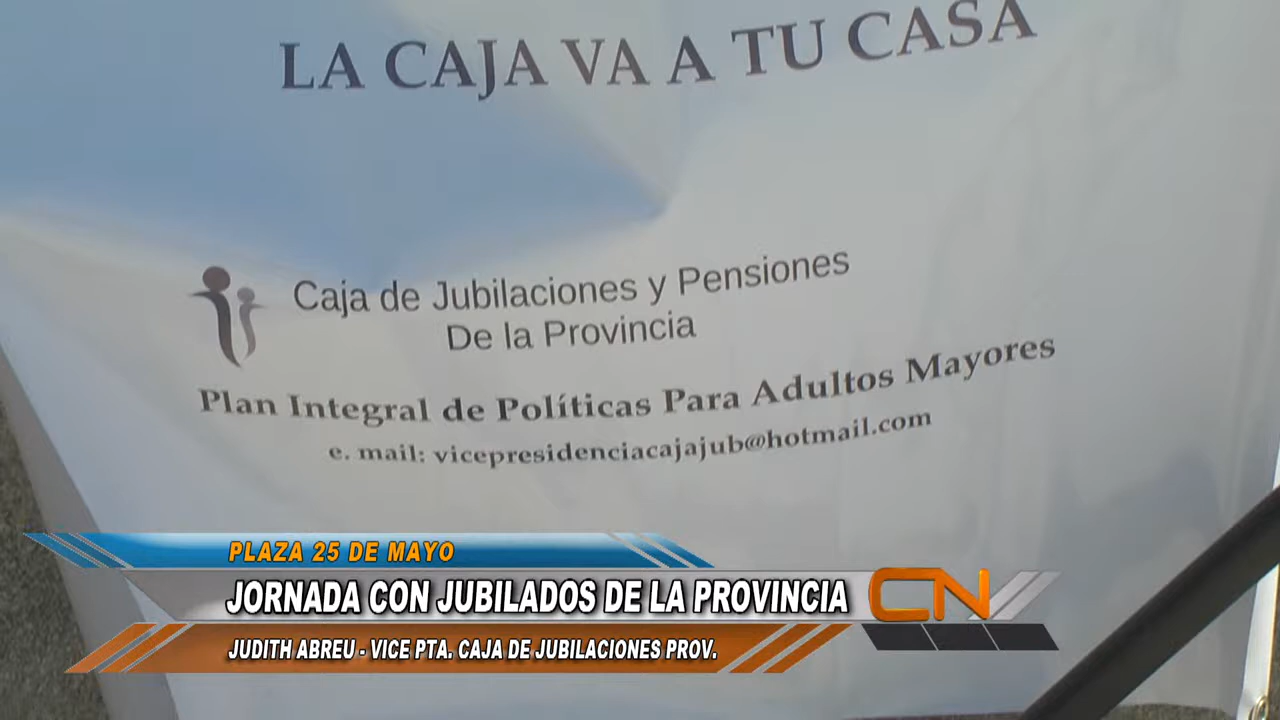 LA CAJA VA A TU CASA
Caja de Jubilaciones y Pensiones
De la Provincia
Plan Integral de Políticas Para Adultos Mayores
e. mail: vicepresidenciacajajub@hotmail.com
PLAZA 25 DE MAYO
JORNADA CON JUBILADOS DE LA PROVINCIA
CN
JUDITH ABREU - VICE PTA. CAJA DE JUBILACIONES PROV.